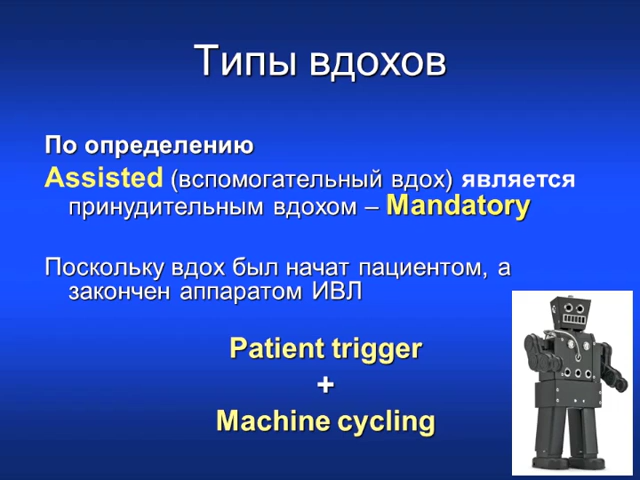 Типы вдохов
По определению
Assisted (вспомогательный вдох) является
принудительным вдохом – Mandatory
Поскольку вдох был начат пациентом, а
закончен аппаратом ИВЛ
Patient trigger
+
Machine cycling